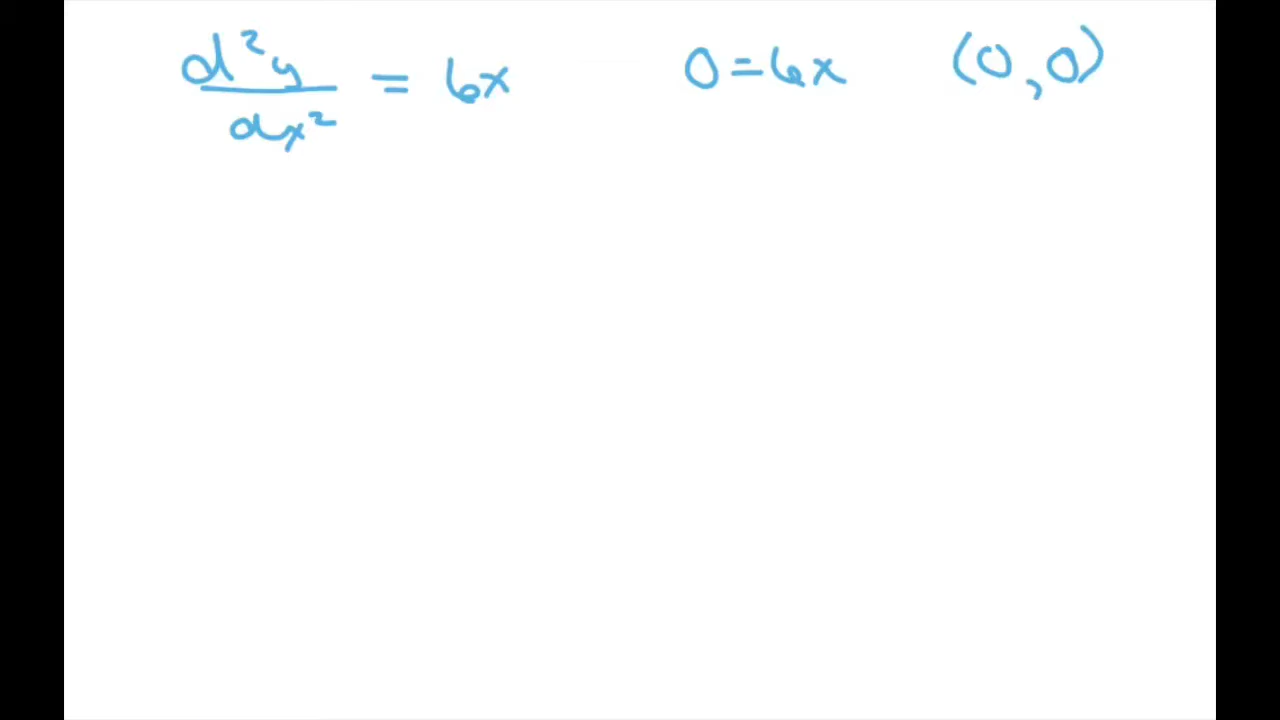 d²y/dx² = 6x 0 = 6x (0,0)